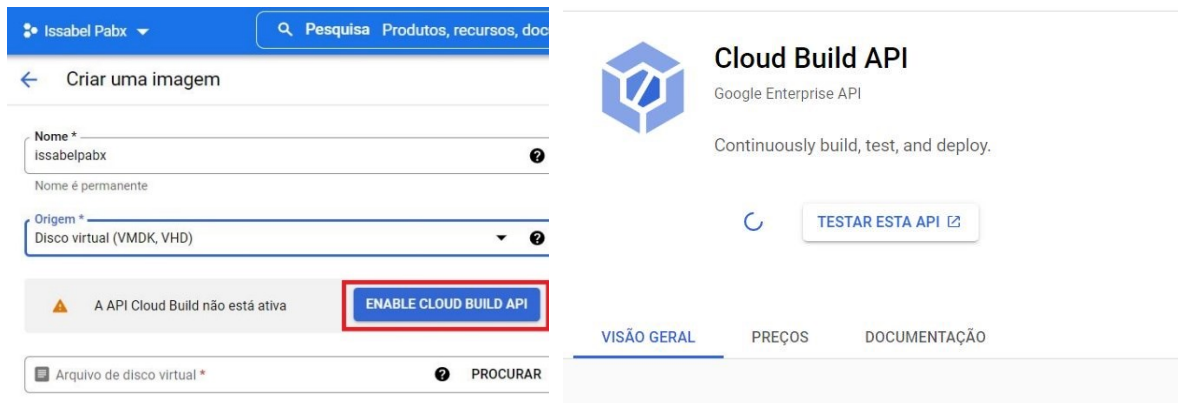 Issabel Pabx
Pesquisa Produtos, recursos, doc
Criar uma imagem
Nome *
issabelpabx
Nome é permanente
Origem *
Disco virtual (VMDK, VHD)
A API Cloud Build não está ativa
ENABLE CLOUD BUILD API
Arquivo de disco virtual *
PROCURAR
Cloud Build API
Google Enterprise API
Continuously build, test, and deploy.
TESTAR ESTA API
VISÃO GERAL PREÇOS DOCUMENTAÇÃO